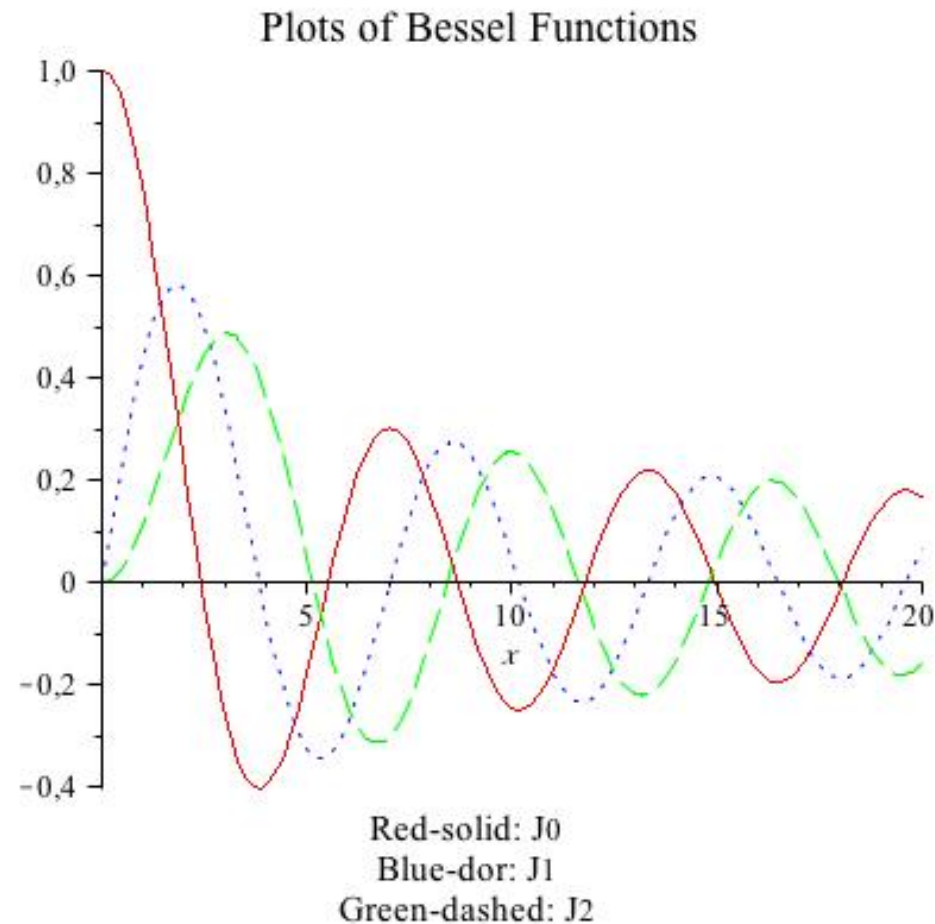 Plots of Bessel Functions
1,0
0,8
0,6
0,4
0,2
0
5 10 15 20
x
-0,2
-0,4
Red-solid: J0
Blue-dor: J1
Green-dashed: J2